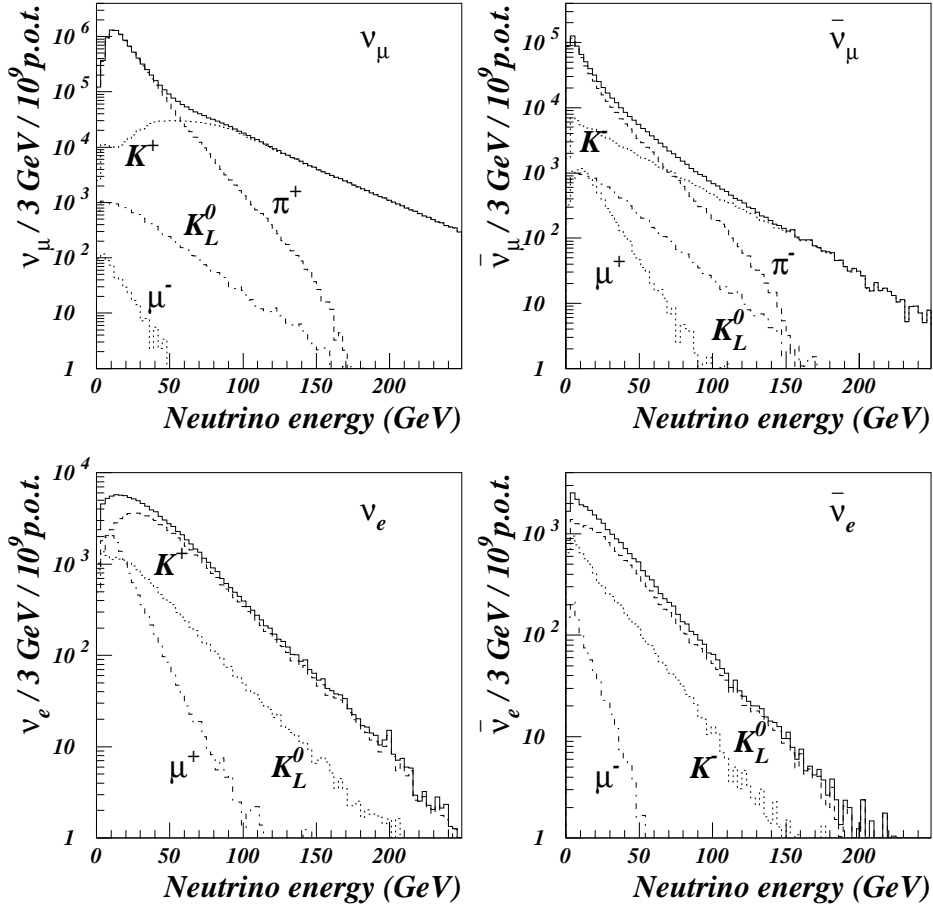 ν_μ / 3 GeV / 10^9 p.o.t.
10^6
10^5
10^4
10^3
10^2
10
1
ν_μ
K^+
π^+
K_L^0
μ^-
0 50 100 150 200
Neutrino energy (GeV)
ν̄_μ / 3 GeV / 10^9 p.o.t.
10^5
10^4
10^3
10^2
10
1
ν̄_μ
K^-
μ^+
π^-
K_L^0
0 50 100 150 200
Neutrino energy (GeV)
ν_e / 3 GeV / 10^9 p.o.t.
10^4
10^3
10^2
10
1
ν_e
K^+
μ^+
K_L^0
0 50 100 150 200
Neutrino energy (GeV)
ν̄_e / 3 GeV / 10^9 p.o.t.
10^3
10^2
10
1
ν̄_e
μ^-
K^-
K_L^0
0 50 100 150 200
Neutrino energy (GeV)